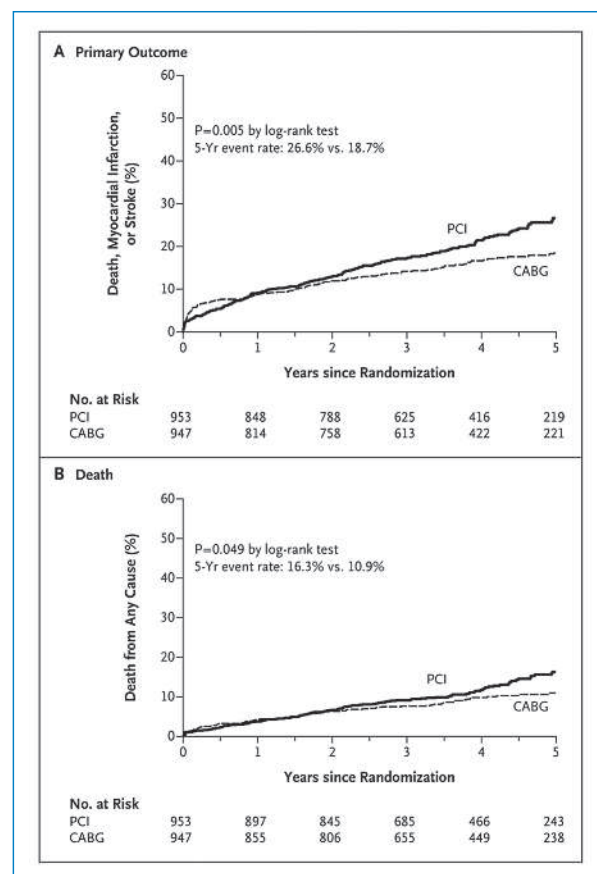 A Primary Outcome
Death, Myocardial Infarction,
or Stroke (%)
60
50
40
30
20
10
0
P=0.005 by log-rank test
5-Yr event rate: 26.6% vs. 18.7%
PCI
CABG
0 1 2 3 4 5
Years since Randomization
No. at Risk
PCI 953 848 788 625 416 219
CABG 947 814 758 613 422 221
B Death
Death from Any Cause (%)
60
50
40
30
20
10
0
P=0.049 by log-rank test
5-Yr event rate: 16.3% vs. 10.9%
PCI
CABG
0 1 2 3 4 5
Years since Randomization
No. at Risk
PCI 953 897 845 685 466 243
CABG 947 855 806 655 449 238